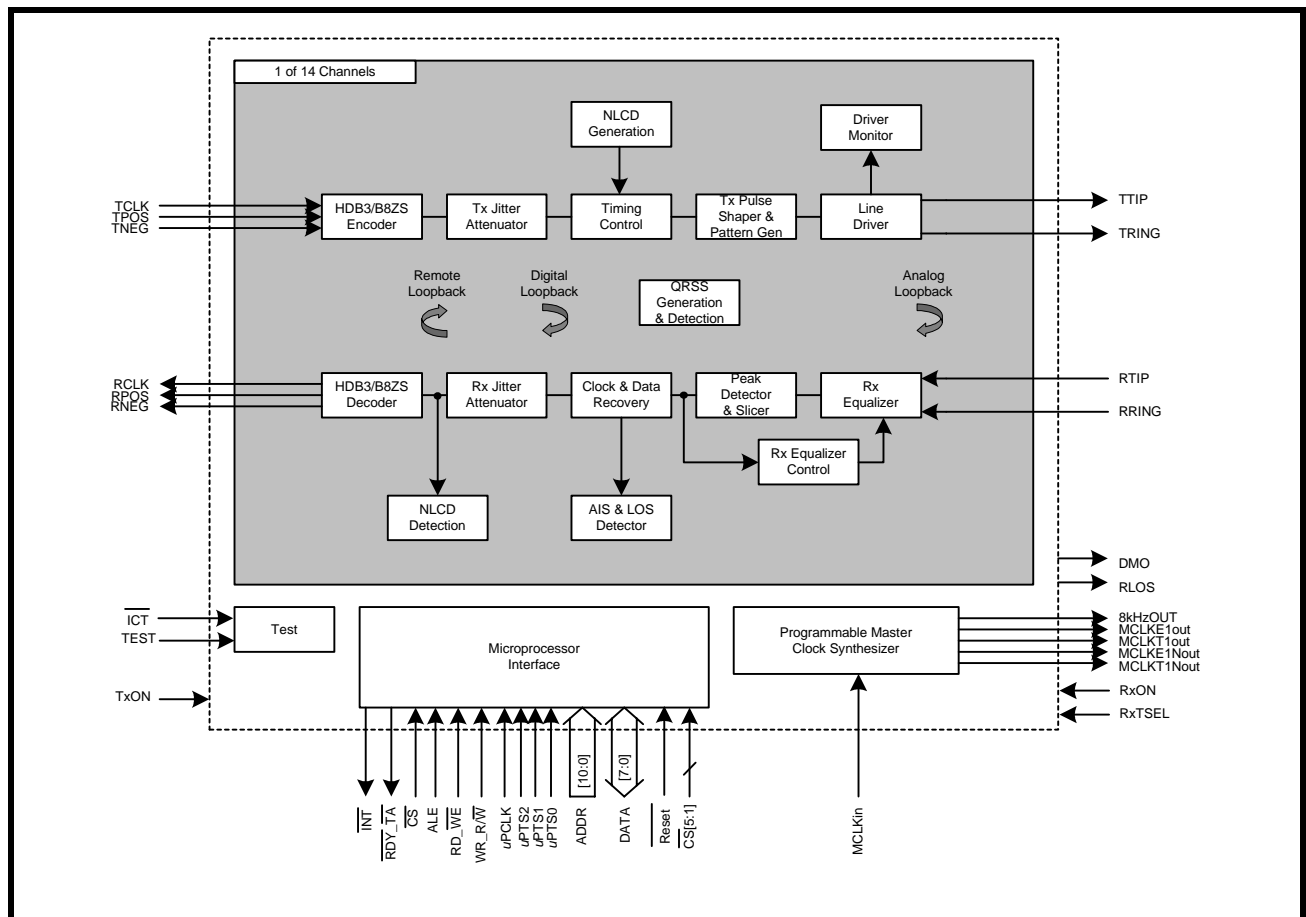 1 of 14 Channels
NLCD
Generation
Driver
Monitor
TCLK
TPOS
TNEG
HDB3/B8ZS
Encoder
Tx Jitter
Attenuator
Timing
Control
Tx Pulse
Shaper &
Pattern Gen
Line
Driver
TTIP
TRING
Remote
Loopback
Digital
Loopback
QRSS
Generation
& Detection
Analog
Loopback
RCLK
RPOS
RNEG
HDB3/B8ZS
Decoder
Rx Jitter
Attenuator
Clock & Data
Recovery
Peak
Detector
& Slicer
Rx
Equalizer
RTIP
RRING
Rx Equalizer
Control
NLCD
Detection
AIS & LOS
Detector
DMO
RLOS
ICT
TEST
Test
Microprocessor
Interface
Programmable Master
Clock Synthesizer
8kHzOUT
MCLKE1out
MCLKT1out
MCLKE1Nout
MCLKT1Nout
TxON
RxON
RxTSEL
INT
RDY_TA
CS
ALE
RD_WE
WR_R/W
uPCLK
uPTS2
uPTS1
uPTS0
[10:0]
ADDR
[7:0]
DATA
Reset
CS[5:1]
MCLKin